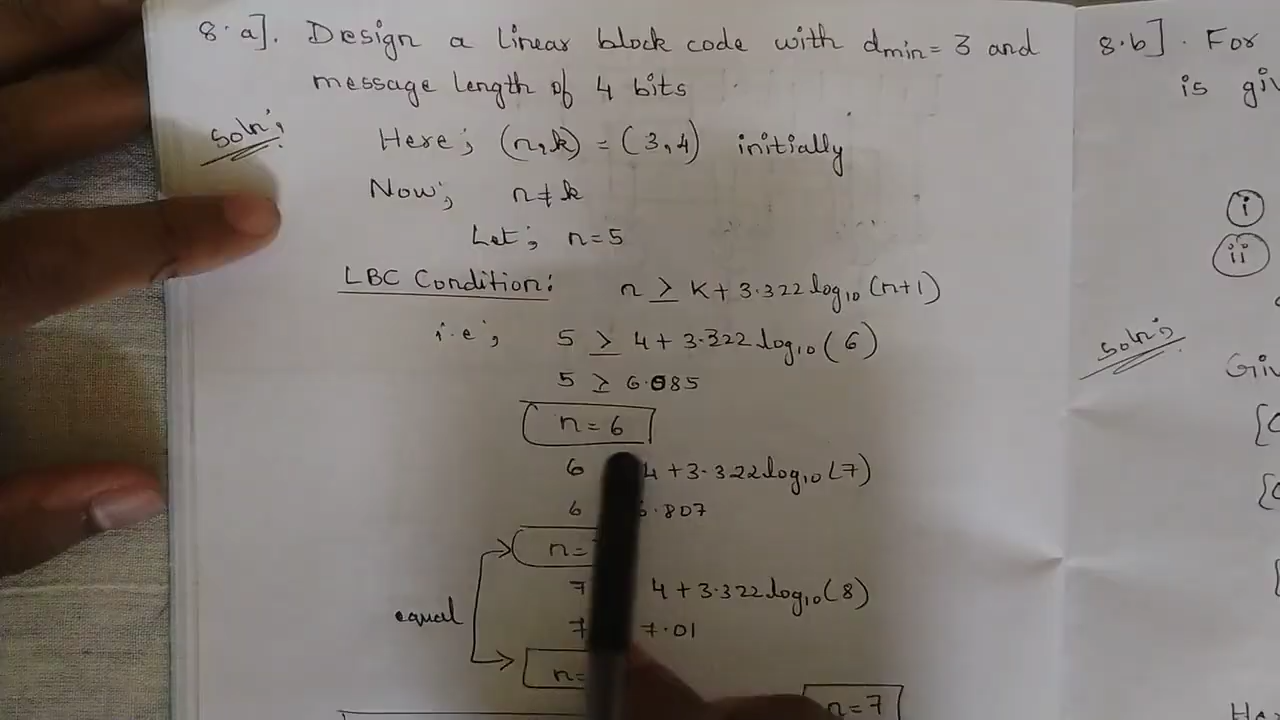 8.a]. Design a linear block code with dmin = 3 and
message length of 4 bits
Soln;
Here; (n,k) = (3,4) initially
Now; n≠k
Let; n=5
LBC Condition: n ≥ K + 3.322 log10 (n+1)
i.e; 5 ≥ 4 + 3.322 log10 (6)
5 ≥ 6.085
n = 6
6 4 + 3.322 log10 (7)
6 .807
n=
7 4 + 3.322 log10 (8)
equal
7 7.01
n=
n=7
8.b]. For
is
i
ii
Soln;